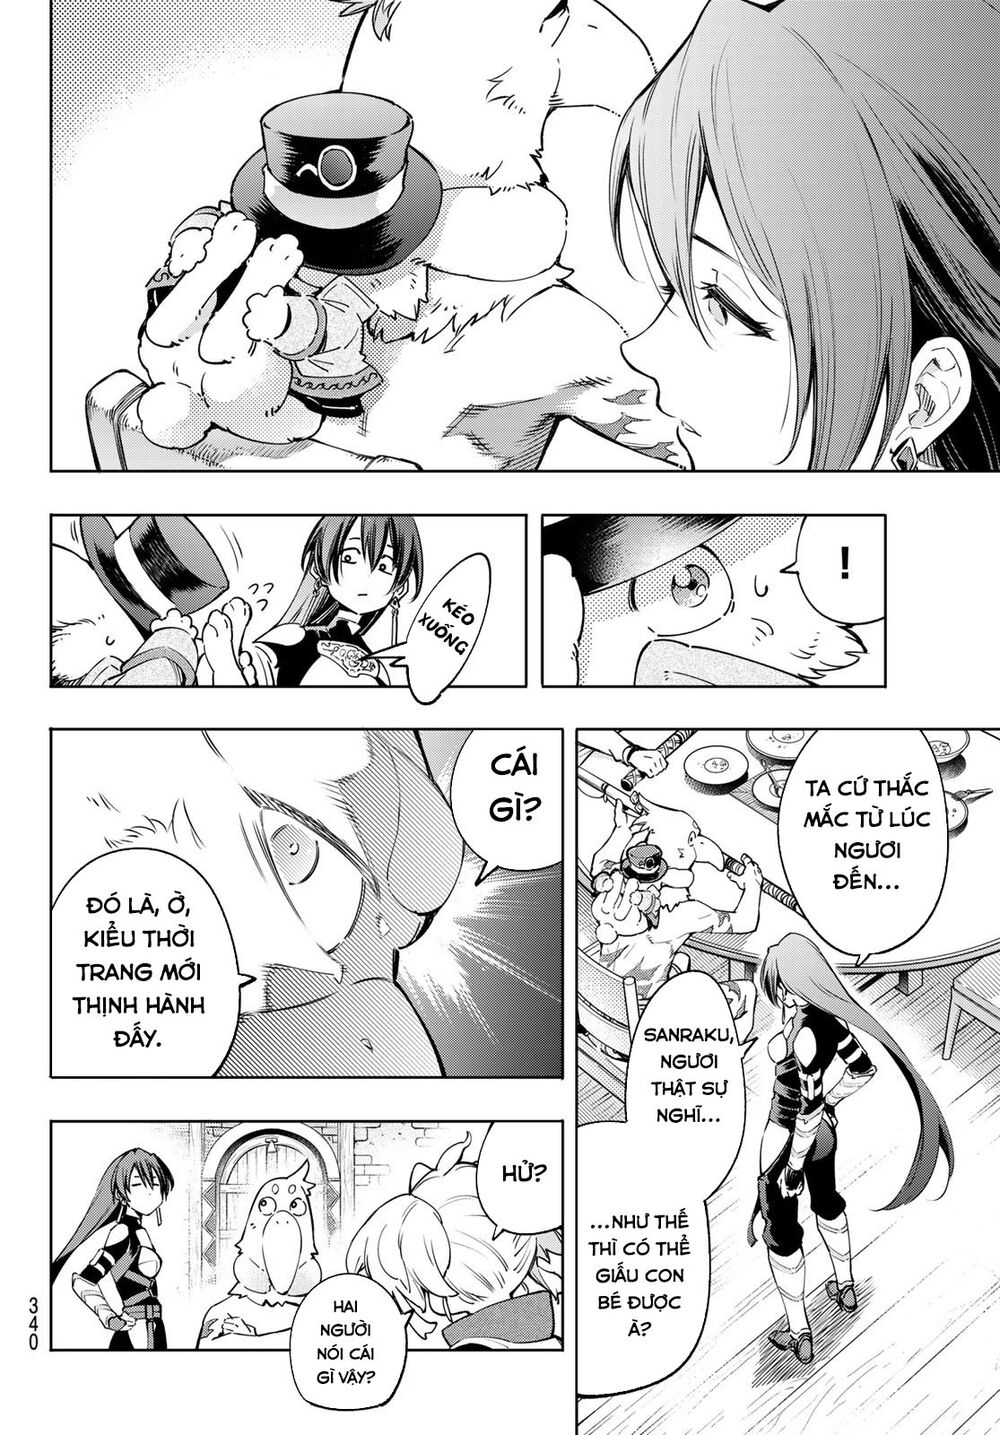 !
KÉO
XUỐNG
TA CỨ THẮC
MẮC TỪ LÚC
NGƯƠI
ĐẾN...
SANRAKU,
NGƯƠI
THẬT SỰ
NGHĨ...
...NHƯ THẾ
THÌ CÓ THỂ
GIẤU CON
BÉ ĐƯỢC
À?
CÁI
GÌ?
ĐÓ LÀ, Ờ,
KIỂU THỜI
TRANG MỚI
THỊNH HÀNH
ĐẤY.
HỬ?
HAI
NGƯỜI
NÓI CÁI
GÌ VẬY?
340